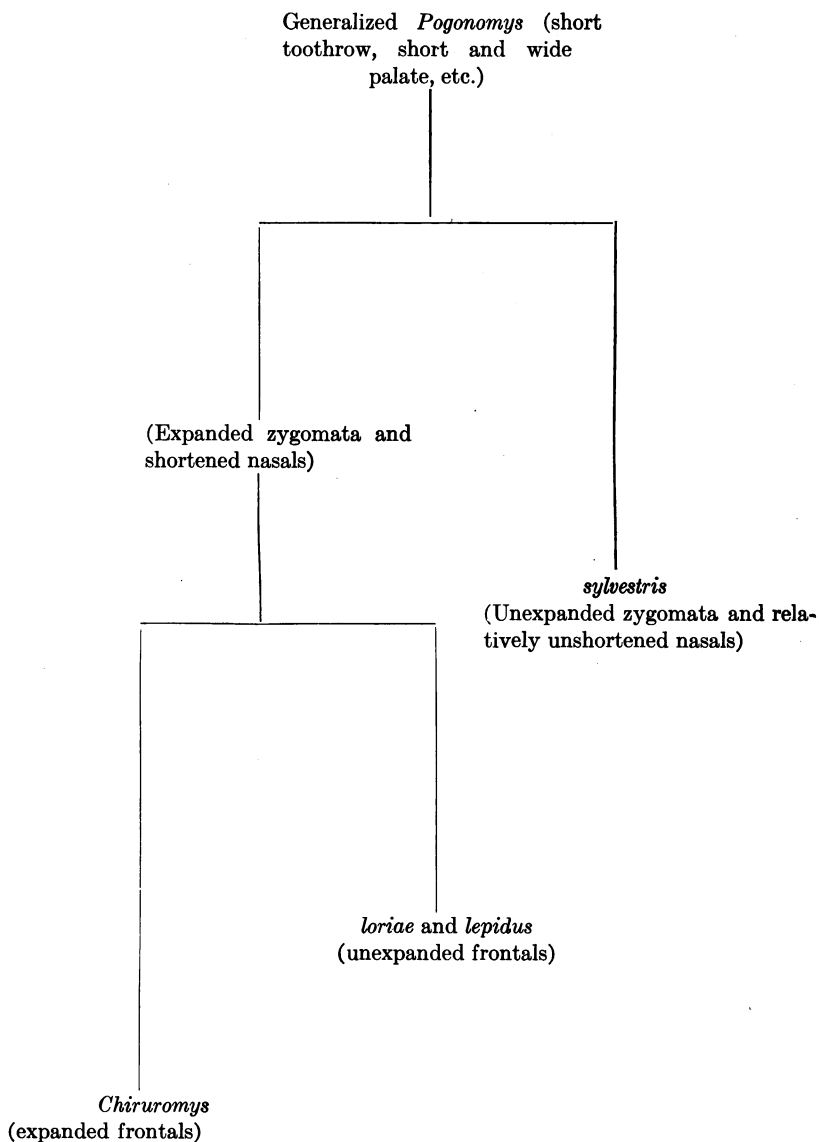 Generalized Pogonomys (short
toothrow, short and wide
palate, etc.)
(Expanded zygomata and
shortened nasals)
sylvestris
(Unexpanded zygomata and rela-
tively unshortened nasals)
loriae and lepidus
(unexpanded frontals)
Chiruromys
(expanded frontals)